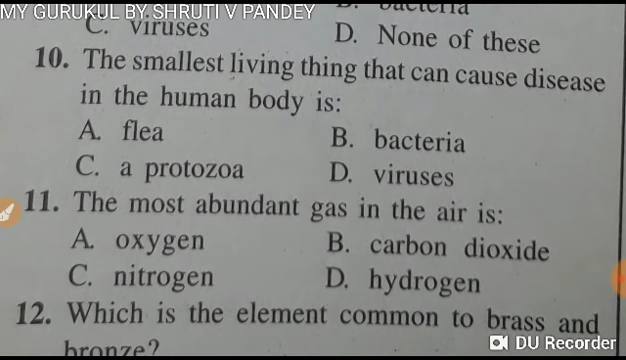 MY GURUKUL BY SHRUTI V PANDEY
bacteria
C. viruses D. None of these
10. The smallest living thing that can cause disease
in the human body is:
A. flea B. bacteria
C. a protozoa D. viruses
11. The most abundant gas in the air is:
A. oxygen B. carbon dioxide
C. nitrogen D. hydrogen
12. Which is the element common to brass and
bronze?
DU Recorder